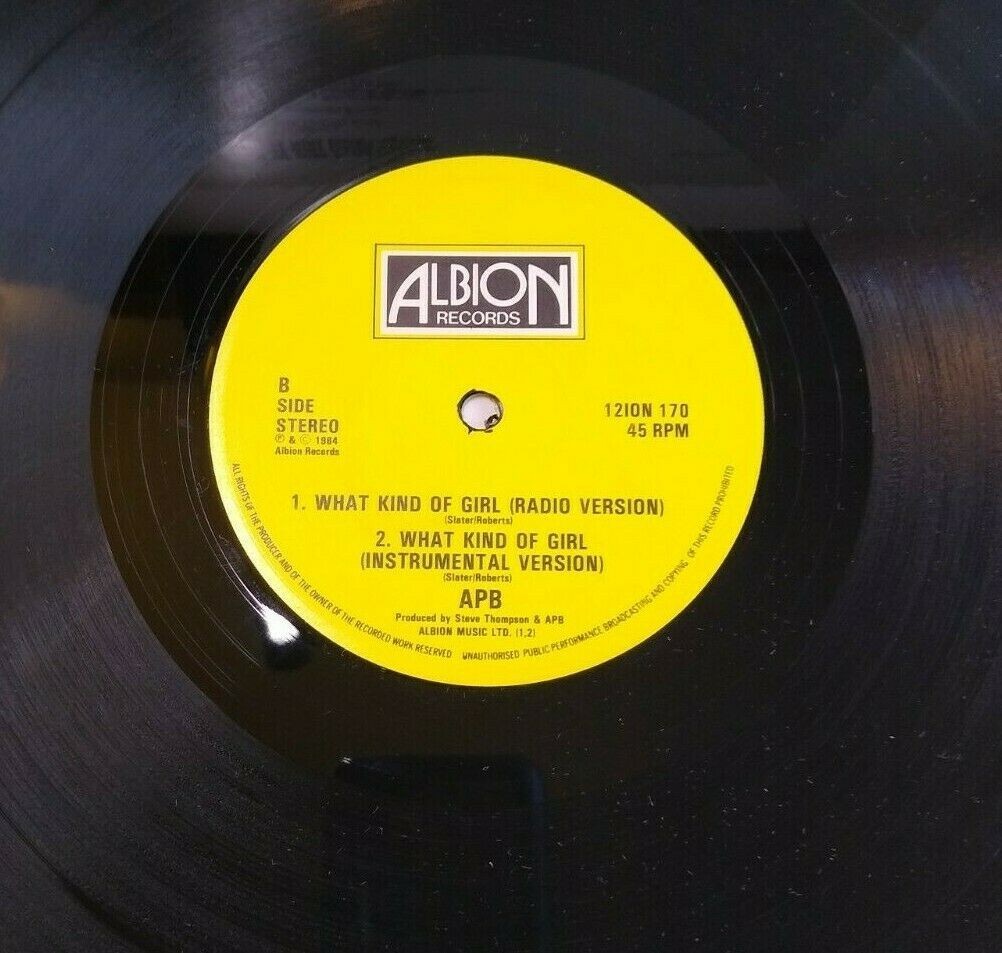 ALBION
RECORDS
B
SIDE
STEREO
℗ & © 1984
Albion Records
12ION 170
45 RPM
1. WHAT KIND OF GIRL (RADIO VERSION)
(Slater/Roberts)
2. WHAT KIND OF GIRL
(INSTRUMENTAL VERSION)
(Slater/Roberts)
APB
Produced by Steve Thompson & APB
ALBION MUSIC LTD. (1,2)
ALL RIGHTS OF THE PRODUCER AND OF THE OWNER OF THE RECORDED WORK RESERVED UNAUTHORISED PUBLIC PERFORMANCE BROADCASTING AND COPYING OF THIS RECORD PROHIBITED